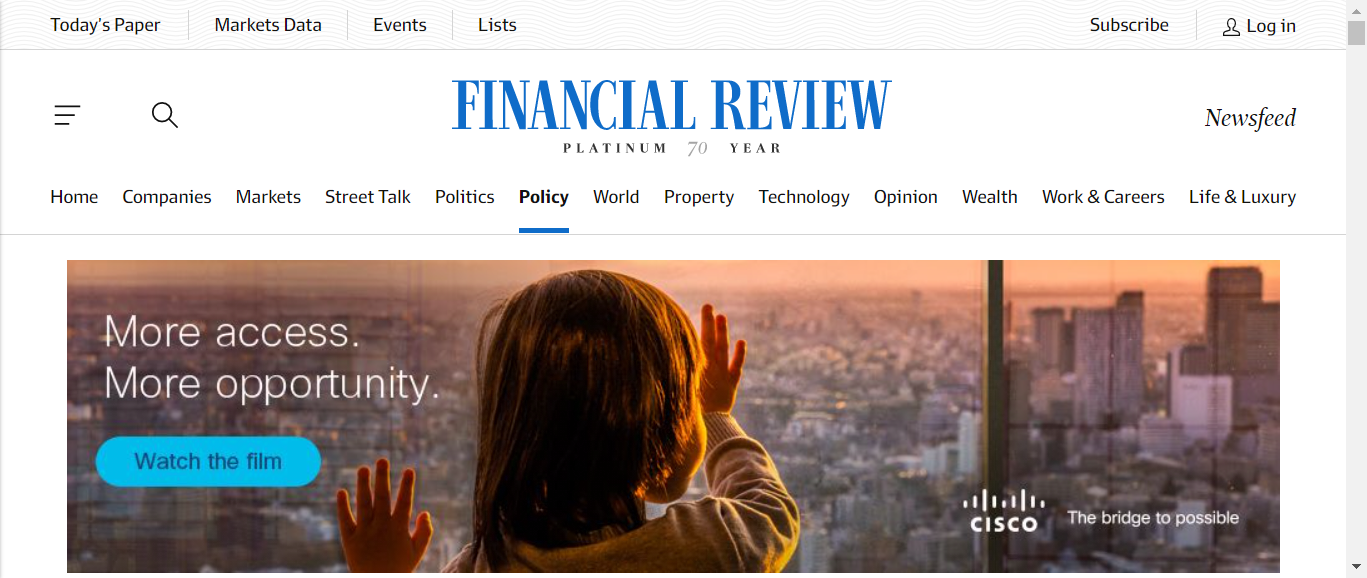 Today's Paper Markets Data Events Lists Subscribe Log in
FINANCIAL REVIEW
PLATINUM 70 YEAR
Newsfeed
Home Companies Markets Street Talk Politics Policy World Property Technology Opinion Wealth Work & Careers Life & Luxury
More access.
More opportunity.
Watch the film
CISCO The bridge to possible